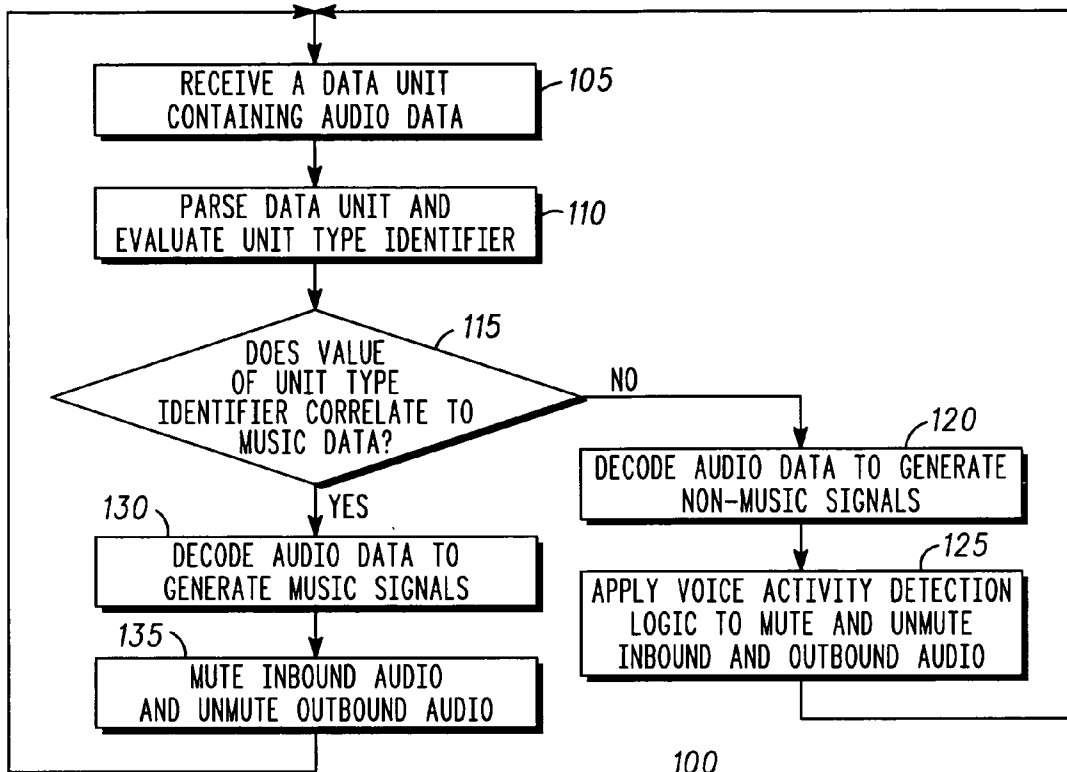 RECEIVE A DATA UNIT
CONTAINING AUDIO DATA
105
PARSE DATA UNIT AND
EVALUATE UNIT TYPE IDENTIFIER
110
115
DOES VALUE
OF UNIT TYPE
IDENTIFIER CORRELATE TO
MUSIC DATA?
NO
YES
120
DECODE AUDIO DATA TO GENERATE
NON-MUSIC SIGNALS
125
APPLY VOICE ACTIVITY DETECTION
LOGIC TO MUTE AND UNMUTE
INBOUND AND OUTBOUND AUDIO
130
DECODE AUDIO DATA TO
GENERATE MUSIC SIGNALS
135
MUTE INBOUND AUDIO
AND UNMUTE OUTBOUND AUDIO
100